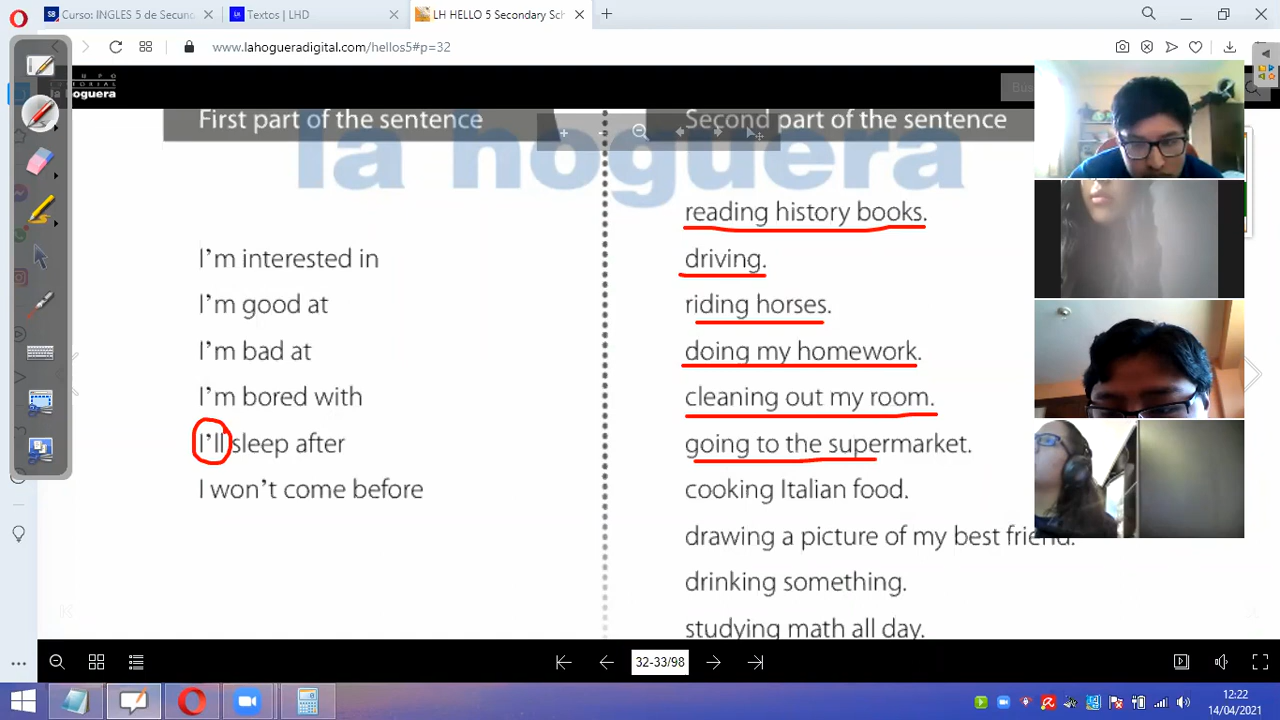 Curso: INGLES 5 de Secund
Textos | LHD
LH HELLO 5 Secondary Sch
www.lahogueradigital.com/hellos5#p=32
la hoguera
First part of the sentence
Second part of the sentence
la hoguera
reading history books.
I'm interested in
driving.
I'm good at
riding horses.
I'm bad at
doing my homework.
I'm bored with
cleaning out my room.
I'll sleep after
going to the supermarket.
I won't come before
cooking Italian food.
drawing a picture of my best friend.
drinking something.
studying math all day.
32-33/98
12:22
14/04/2021